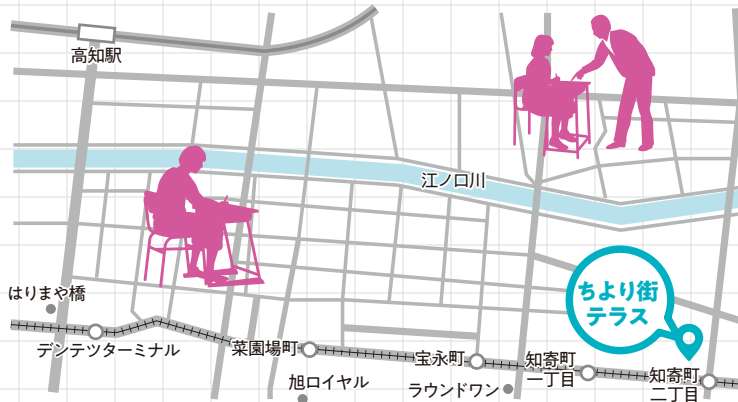 高知駅
江ノ口川
ちより街
テラス
はりまや橋
デンテツターミナル
菜園場町
宝永町
知寄町
一丁目
知寄町
二丁目
旭ロイヤル
ラウンドワン